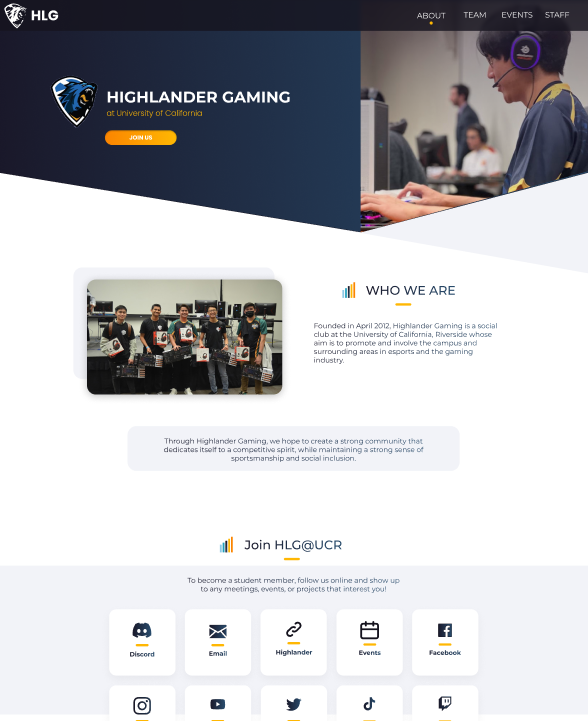 HLG
ABOUT
TEAM
EVENTS
STAFF
HIGHLANDER GAMING
at University of California
JOIN US
WHO WE ARE
Founded in April 2012, Highlander Gaming is a social
club at the University of California, Riverside whose
aim is to promote and involve the campus and
surrounding areas in esports and the gaming
industry.
Through Highlander Gaming, we hope to create a strong community that
dedicates itself to a competitive spirit, while maintaining a strong sense of
sportsmanship and social inclusion.
Join HLG@UCR
To become a student member, follow us online and show up
to any meetings, events, or projects that interest you!
Discord
Email
Highlander
Events
Facebook